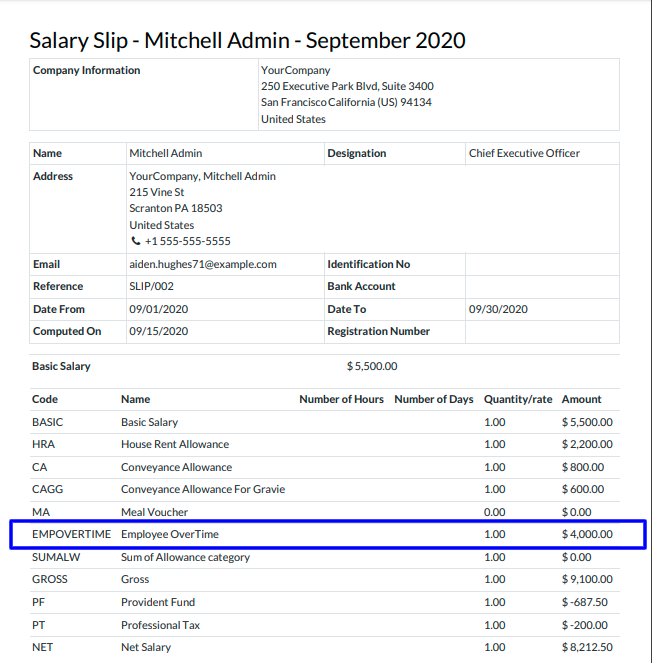 Salary Slip - Mitchell Admin - September 2020
Company Information YourCompany
250 Executive Park Blvd, Suite 3400
San Francisco California (US) 94134
United States
Name Mitchell Admin Designation Chief Executive Officer
Address YourCompany, Mitchell Admin
215 Vine St
Scranton PA 18503
United States
+1 555-555-5555
Email aiden.hughes71@example.com Identification No
Reference SLIP/002 Bank Account
Date From 09/01/2020 Date To 09/30/2020
Computed On 09/15/2020 Registration Number
Basic Salary $ 5,500.00
Code Name Number of Hours Number of Days Quantity/rate Amount
BASIC Basic Salary 1.00 $ 5,500.00
HRA House Rent Allowance 1.00 $ 2,200.00
CA Conveyance Allowance 1.00 $ 800.00
CAGG Conveyance Allowance For Gravie 1.00 $ 600.00
MA Meal Voucher 0.00 $ 0.00
EMPOVERTIME Employee OverTime 1.00 $ 4,000.00
SUMALW Sum of Allowance category 1.00 $ 0.00
GROSS Gross 1.00 $ 9,100.00
PF Provident Fund 1.00 $ -687.50
PT Professional Tax 1.00 $ -200.00
NET Net Salary 1.00 $ 8,212.50